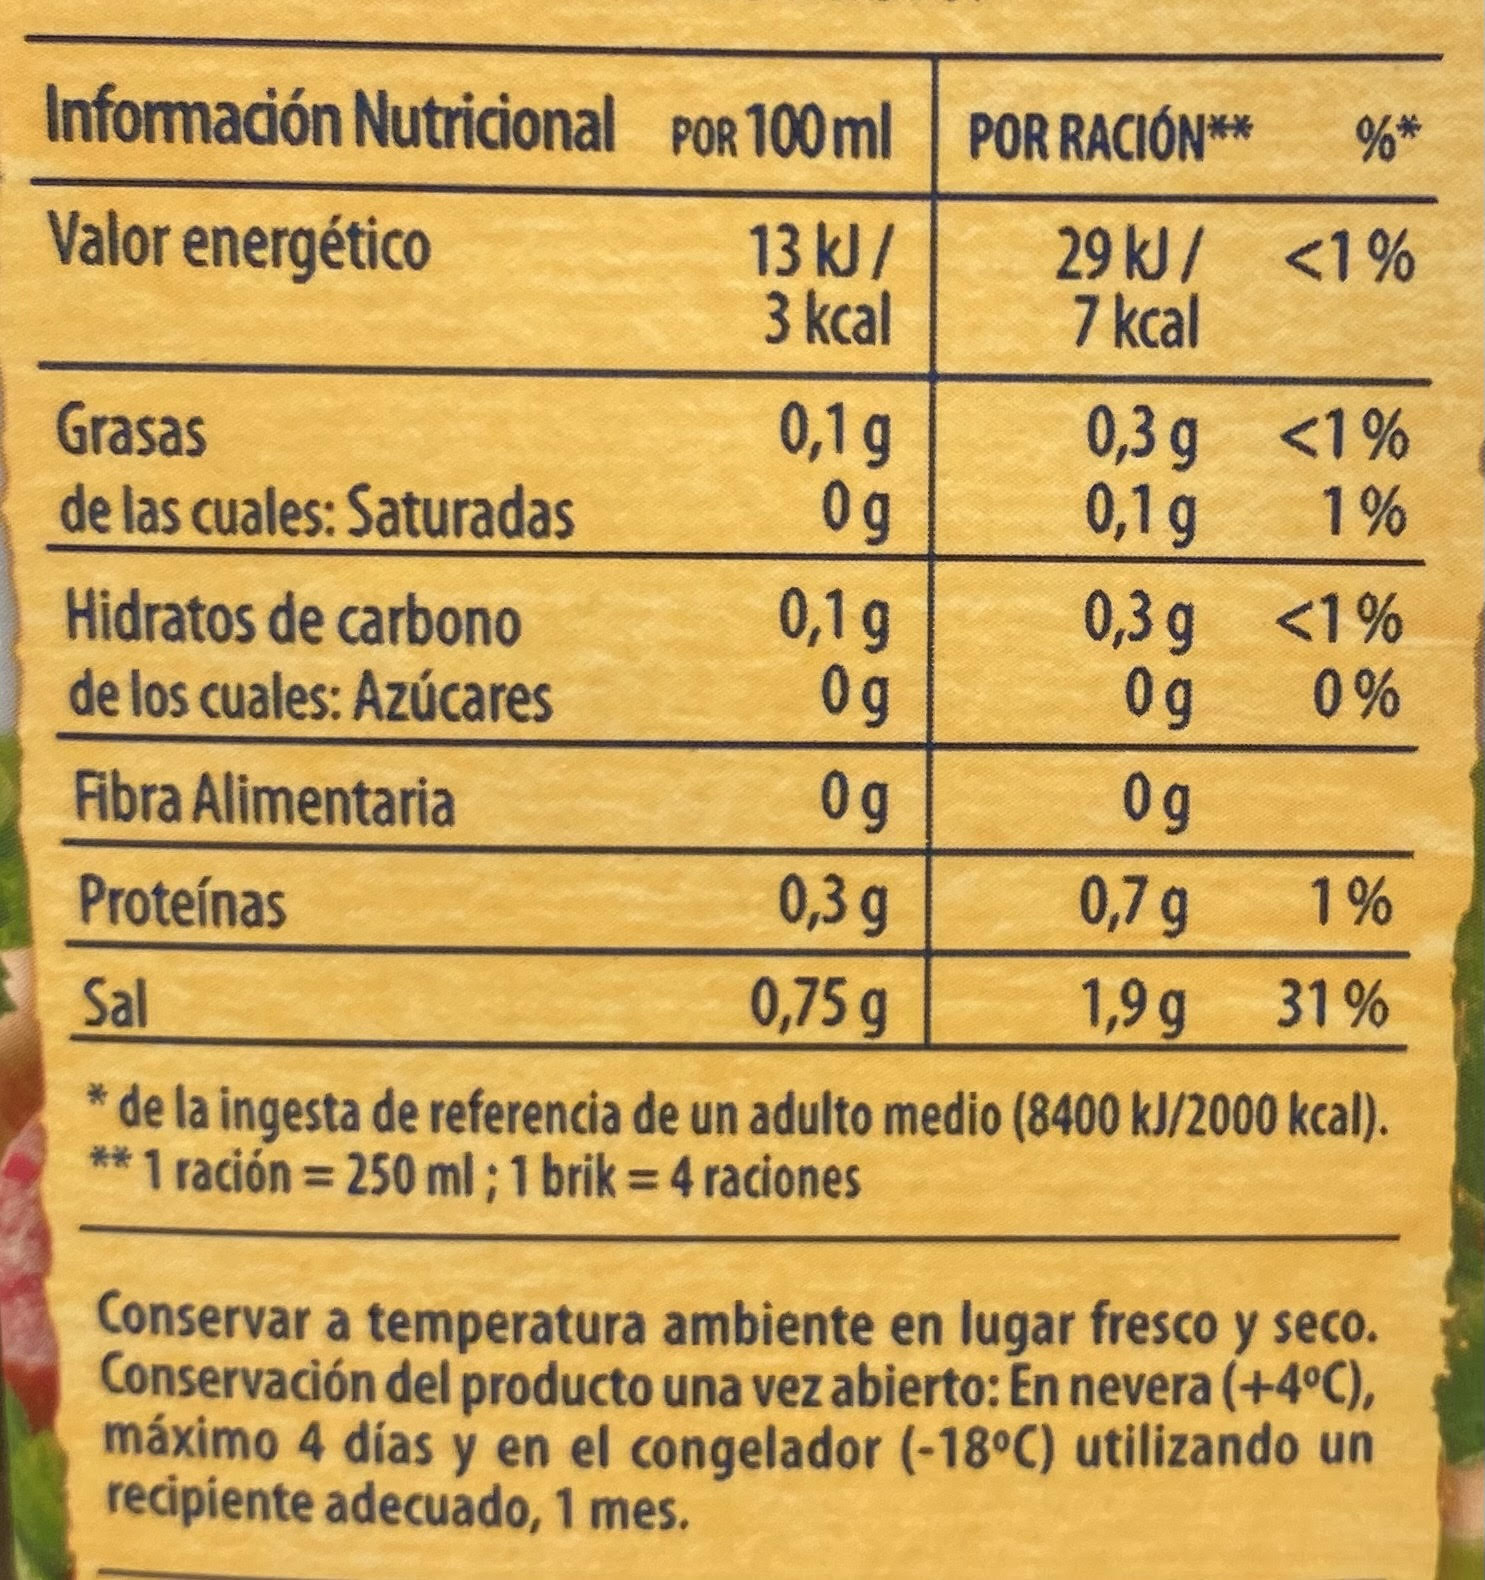 Información Nutricional POR 100 ml POR RACIÓN** %*
Valor energético 13 kJ / 29 kJ / <1 %
3 kcal 7 kcal
Grasas 0,1 g 0,3 g <1 %
de las cuales: Saturadas 0 g 0,1 g 1 %
Hidratos de carbono 0,1 g 0,3 g <1 %
de los cuales: Azúcares 0 g 0 g 0 %
Fibra Alimentaria 0 g 0 g
Proteínas 0,3 g 0,7 g 1 %
Sal 0,75 g 1,9 g 31 %
* de la ingesta de referencia de un adulto medio (8400 kJ/2000 kcal).
** 1 ración = 250 ml ; 1 brik = 4 raciones
Conservar a temperatura ambiente en lugar fresco y seco.
Conservación del producto una vez abierto: En nevera (+4ºC),
máximo 4 días y en el congelador (-18ºC) utilizando un
recipiente adecuado, 1 mes.